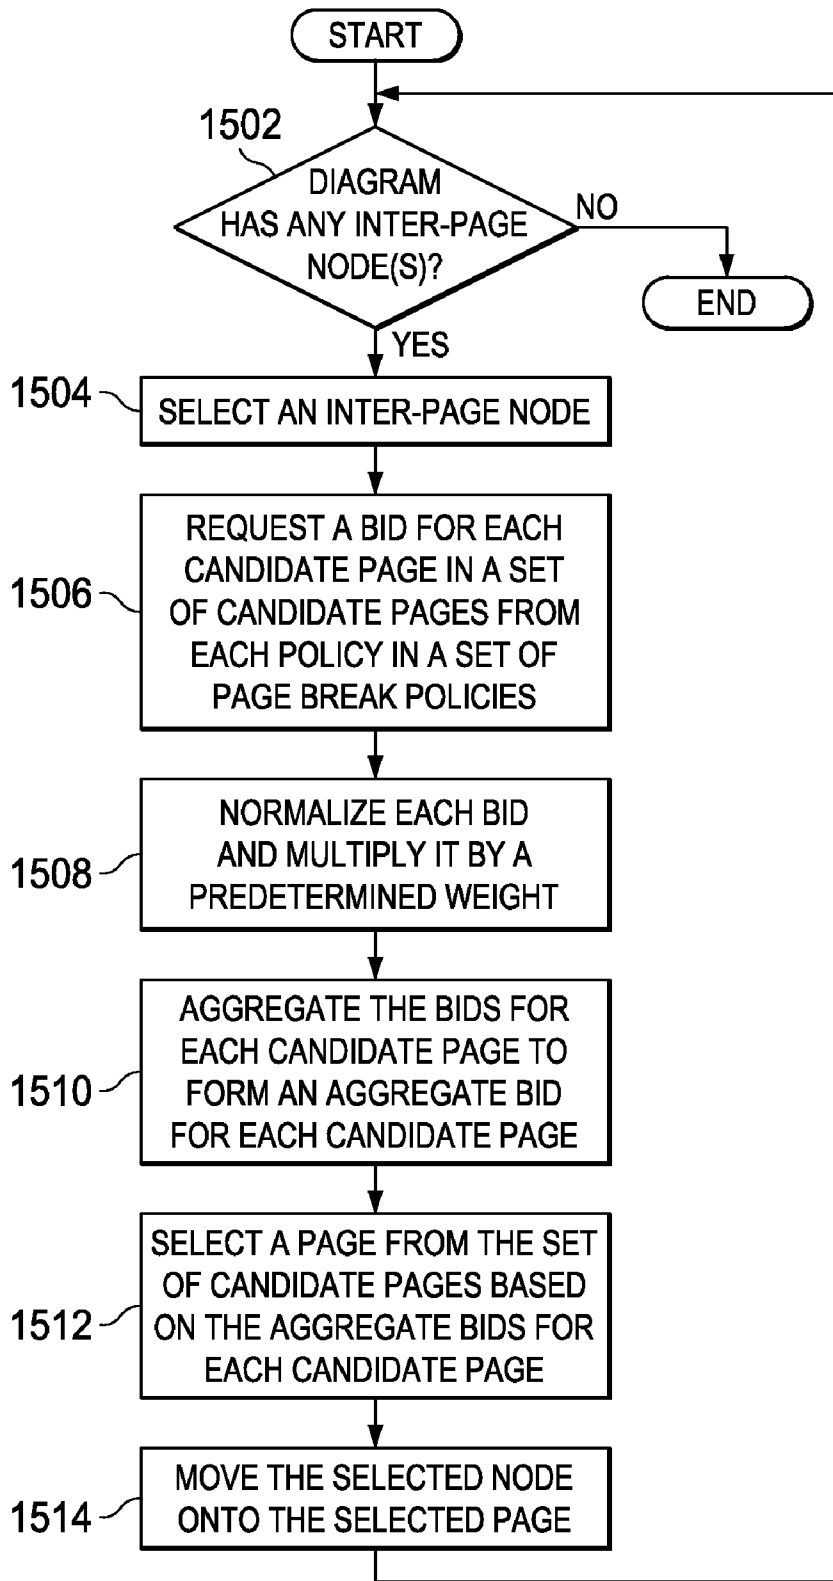 START
1502
DIAGRAM
HAS ANY INTER-PAGE
NODE(S)?
NO
END
YES
1504
SELECT AN INTER-PAGE NODE
1506
REQUEST A BID FOR EACH
CANDIDATE PAGE IN A SET
OF CANDIDATE PAGES FROM
EACH POLICY IN A SET OF
PAGE BREAK POLICIES
1508
NORMALIZE EACH BID
AND MULTIPLY IT BY A
PREDETERMINED WEIGHT
1510
AGGREGATE THE BIDS FOR
EACH CANDIDATE PAGE TO
FORM AN AGGREGATE BID
FOR EACH CANDIDATE PAGE
1512
SELECT A PAGE FROM THE SET
OF CANDIDATE PAGES BASED
ON THE AGGREGATE BIDS FOR
EACH CANDIDATE PAGE
1514
MOVE THE SELECTED NODE
ONTO THE SELECTED PAGE